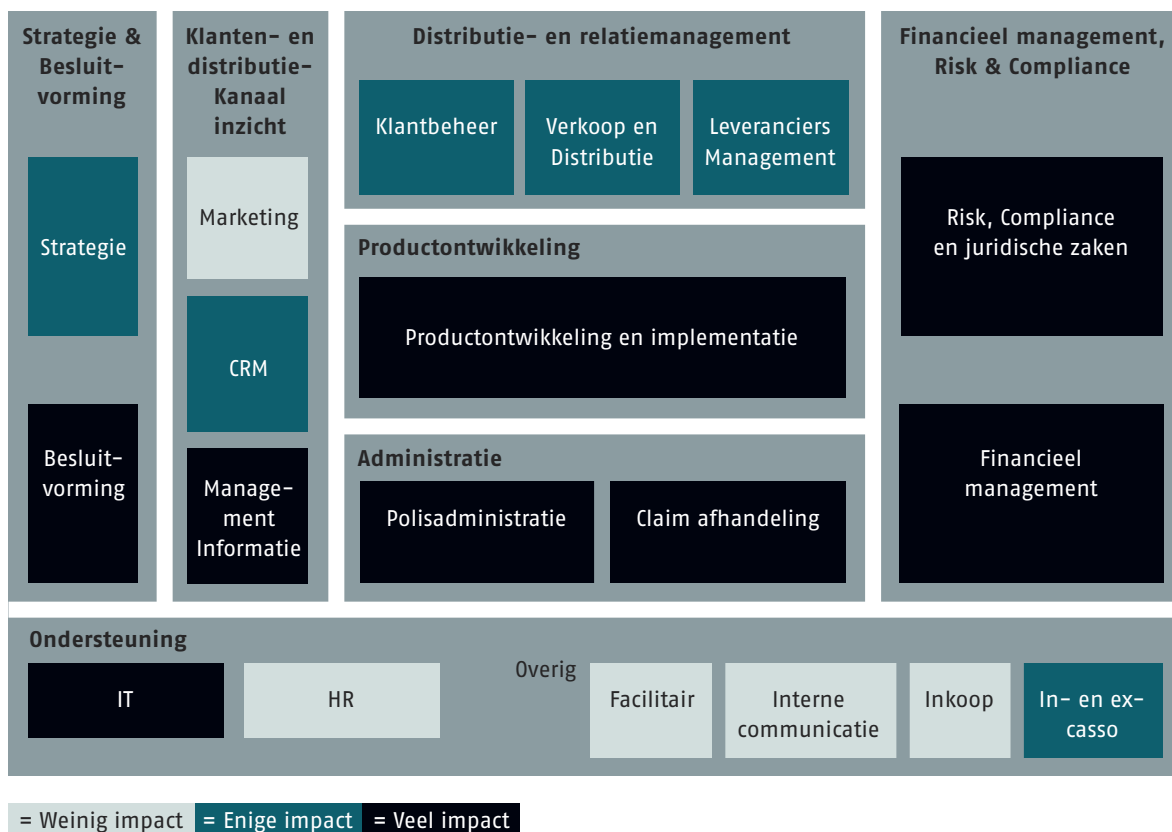 Strategie &
Besluit-
vorming
Strategie
Besluit-
vorming
Klanten- en
distributie-
Kanaal
inzicht
Marketing
CRM
Manage-
ment
Informatie
Distributie- en relatiemanagement
Klantbeheer
Verkoop en
Distributie
Leveranciers
Management
Productontwikkeling
Productontwikkeling en implementatie
Administratie
Polisadministratie
Claim afhandeling
Financieel management,
Risk & Compliance
Risk, Compliance
en juridische zaken
Financieel
management
Ondersteuning
IT
HR
Overig
Facilitair
Interne
communicatie
Inkoop
In- en ex-
casso
= Weinig impact = Enige impact = Veel impact